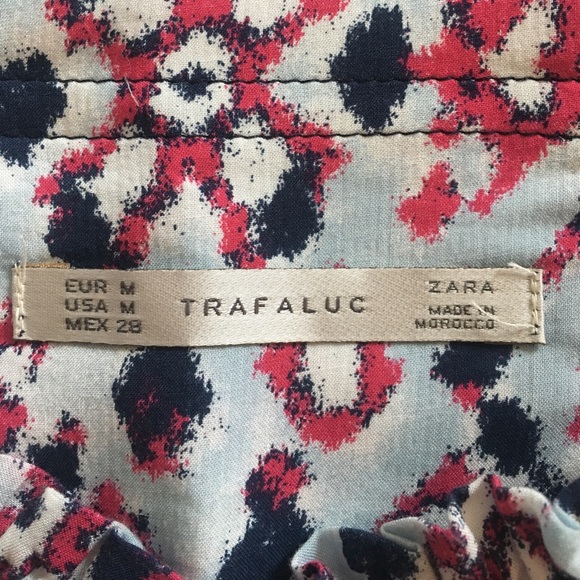 EUR M
USA M
MEX 28
TRAFALUC
ZARA
MADE IN
MOROCCO